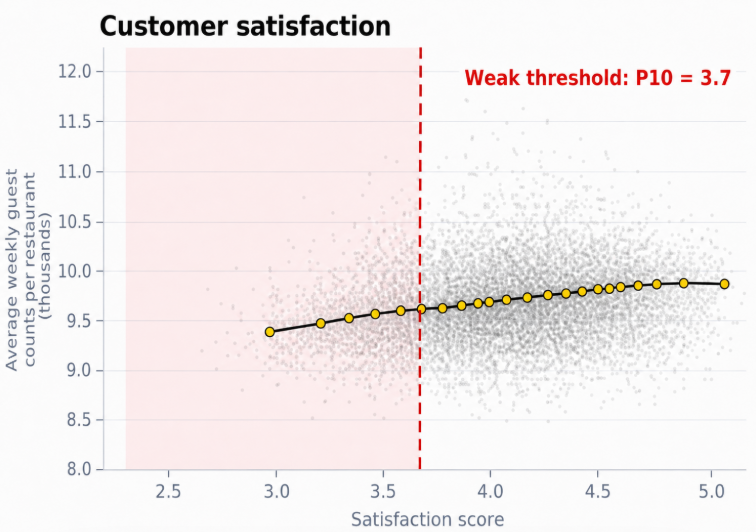 Customer satisfaction
Weak threshold: P10 = 3.7
12.0
11.5
11.0
10.5
10.0
9.5
9.0
8.5
8.0
Average weekly guest
counts per restaurant
(thousands)
2.5 3.0 3.5 4.0 4.5 5.0
Satisfaction score